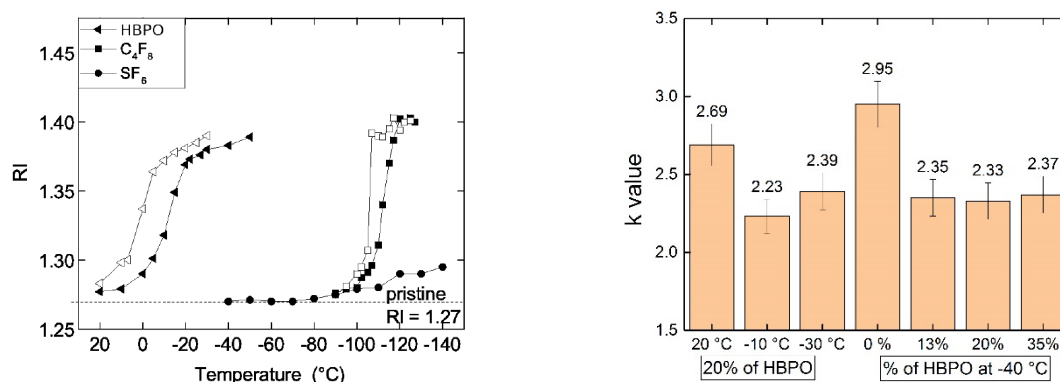 HBPO
C₄F₈
SF₆
1.45
1.40
1.35
1.30
1.25
RI
pristine
RI = 1.27
20 0 -20 -40 -60 -80 -100 -120 -140
Temperature (°C)
3.5
3.0
2.5
2.0
1.5
k value
2.69
2.23
2.39
2.95
2.35
2.33
2.37
20 °C -10 °C -30 °C 0 % 13% 20% 35%
20% of HBPO
% of HBPO at -40 °C